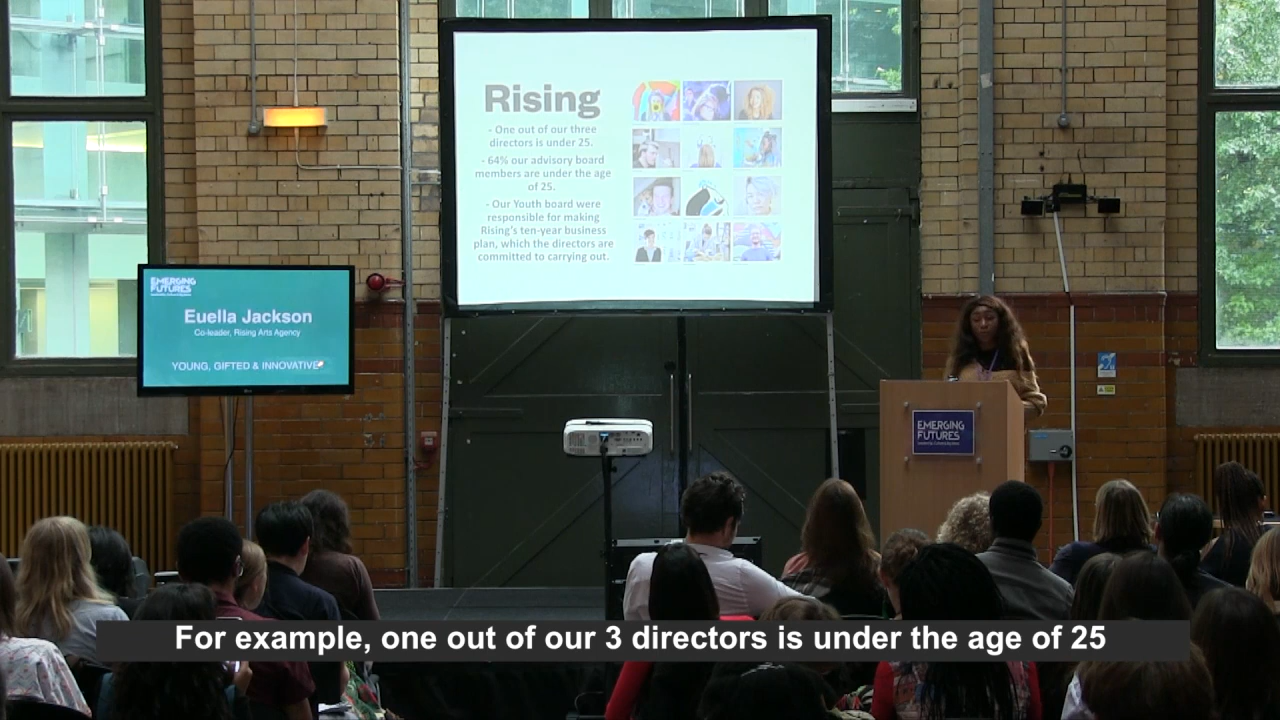 Rising
- One out of our three
directors is under 25.
- 64% our advisory board
members are under the age
of 25.
- Our Youth board were
responsible for making
Rising's ten-year business
plan, which the directors are
committed to carrying out.
EMERGING
FUTURES
Euella Jackson
Co-leader, Rising Arts Agency
YOUNG, GIFTED & INNOVATIVE
EMERGING
FUTURES
For example, one out of our 3 directors is under the age of 25